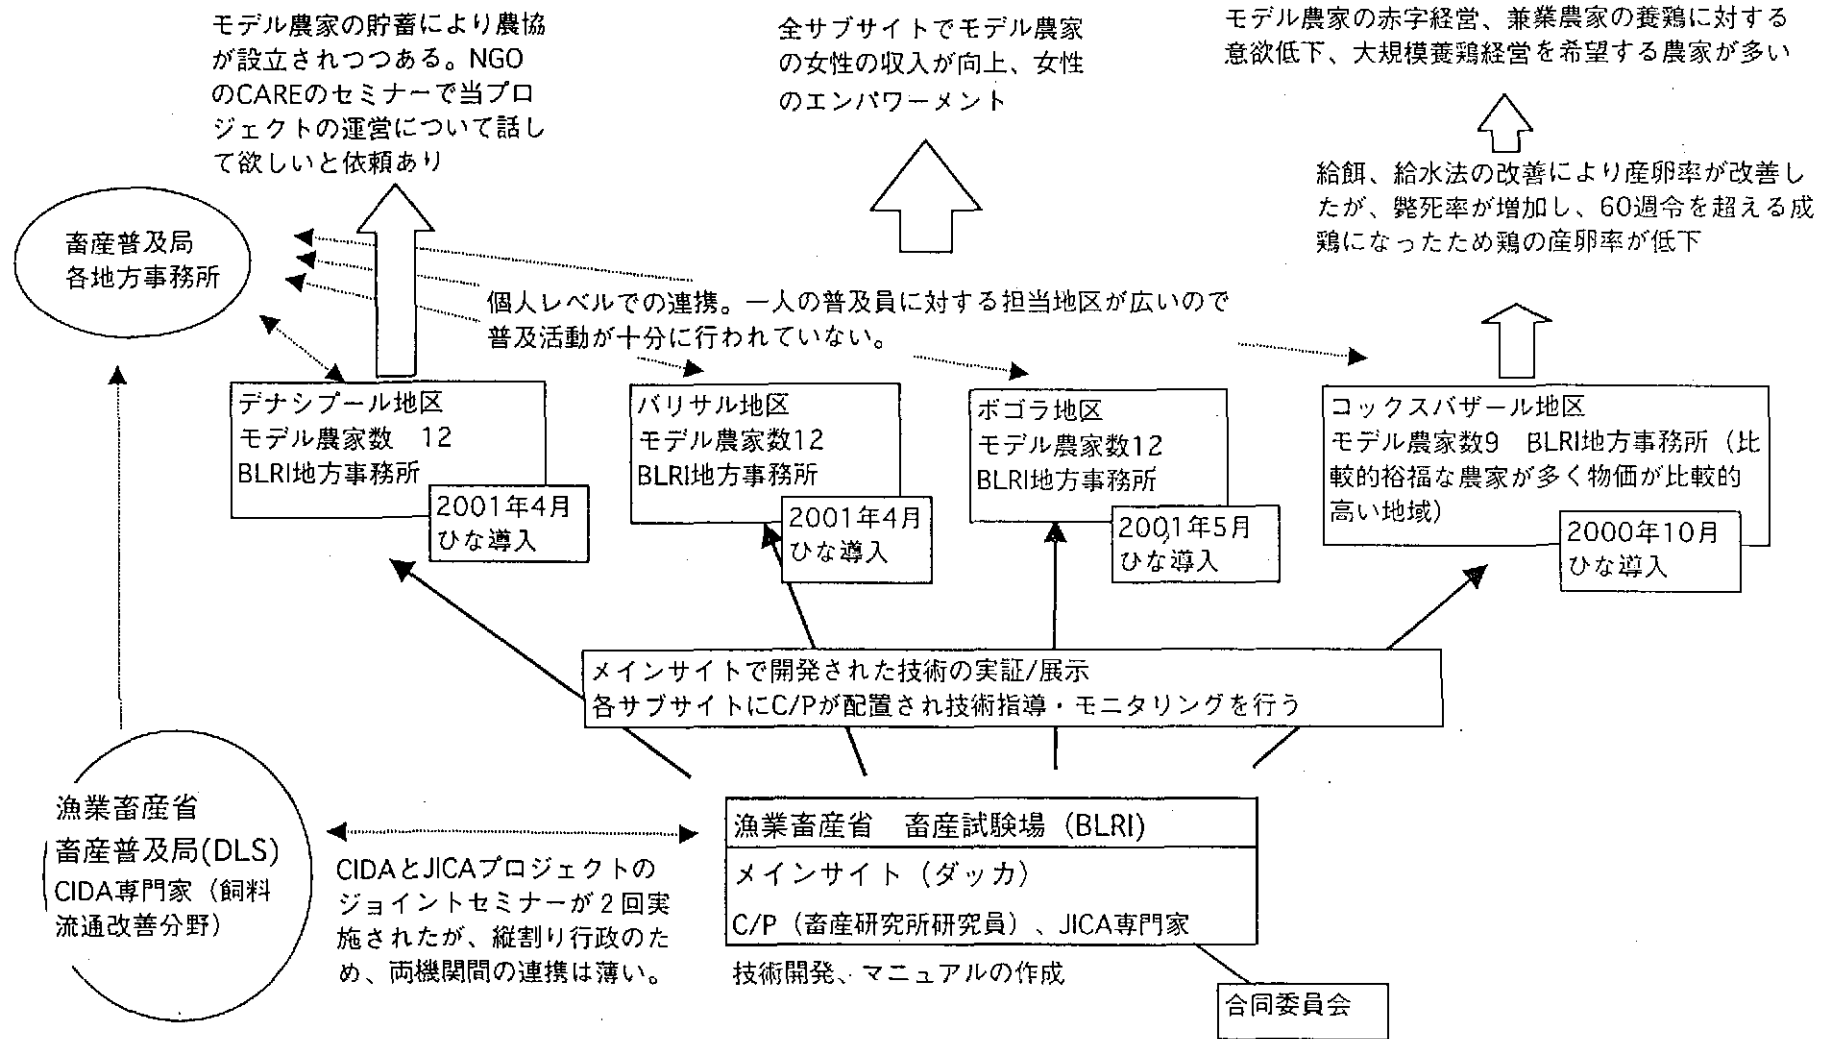 モデル農家の貯蓄により農協
が設立されつつある。NGO
のCAREのセミナーで当プロ
ジェクトの運営について話し
て欲しいと依頼あり
全サブサイトでモデル農家
の女性の収入が向上、女性
のエンパワーメント
モデル農家の赤字経営、兼業農家の養鶏に対する
意欲低下、大規模養鶏経営を希望する農家が多い
給餌、給水法の改善により産卵率が改善し
たが、斃死率が増加し、60週令を超える成
鶏になったため鶏の産卵率が低下
畜産普及局
各地方事務所
個人レベルでの連携。一人の普及員に対する担当地区が広いので
普及活動が十分に行われていない。
デナシプール地区
モデル農家数 12
BLRI地方事務所
2001年4月
ひな導入
バリサル地区
モデル農家数12
BLRI地方事務所
2001年4月
ひな導入
ボゴラ地区
モデル農家数12
BLRI地方事務所
2001年5月
ひな導入
コックスバザール地区
モデル農家数9 BLRI地方事務所（比
較的裕福な農家が多く物価が比較的
高い地域）
2000年10月
ひな導入
メインサイトで開発された技術の実証/展示
各サブサイトにC/Pが配置され技術指導・モニタリングを行う
漁業畜産省
畜産普及局(DLS)
CIDA専門家（飼料
流通改善分野）
CIDAとJICAプロジェクトの
ジョイントセミナーが２回実
施されたが、縦割り行政のた
め、両機関間の連携は薄い。
漁業畜産省 畜産試験場（BLRI)
メインサイト（ダッカ）
C/P（畜産研究所研究員）、JICA専門家
技術開発、マニュアルの作成
合同委員会